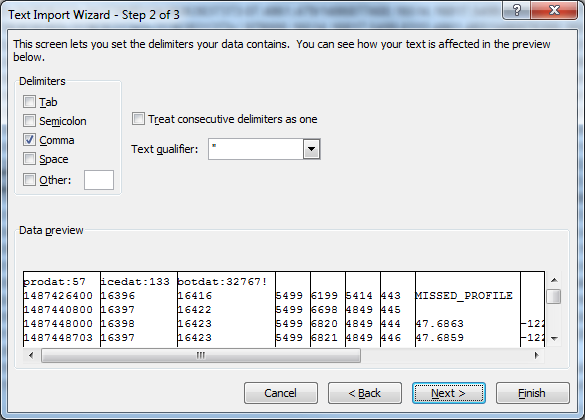 Text Import Wizard - Step 2 of 3
This screen lets you set the delimiters your data contains.  You can see how your text is affected in the preview
below.
Delimiters
Tab
Semicolon
Comma
Space
Other:
Treat consecutive delimiters as one
Text qualifier: "
Data preview
prodat:57 icedat:133 botdat:32767!
1487426400 16396 16416 5499 6199 5414 443 MISSED_PROFILE
1487440800 16397 16422 5499 6698 4849 445
1487448000 16398 16423 5499 6820 4849 444 47.6863 -122
1487448703 16397 16423 5499 6821 4849 446 47.6859 -122
Cancel < Back Next > Finish